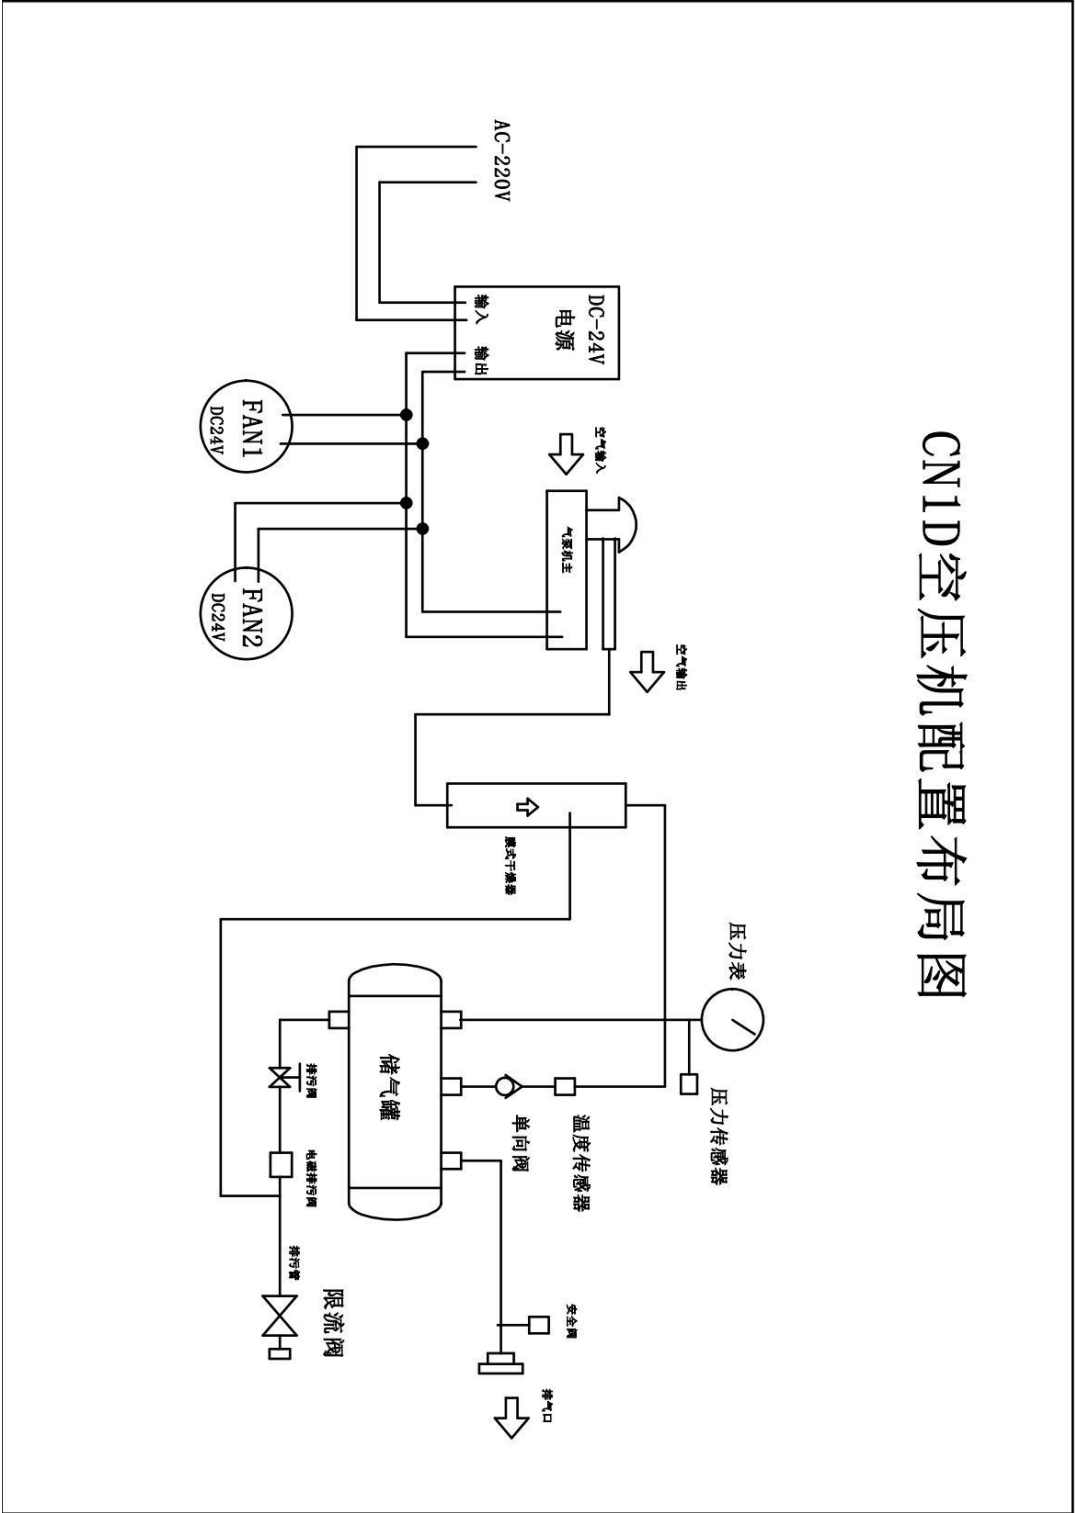 CN1D空压机配置布局图
AC-220V
DC-24V
电源
输入
输出
FAN1
DC24V
FAN2
DC24V
空气输入
气泵机主
空气输出
膜式干燥器
压力表
压力传感器
温度传感器
单向阀
储气罐
排污阀
电磁排污阀
排污管
限流阀
安全阀
排气口